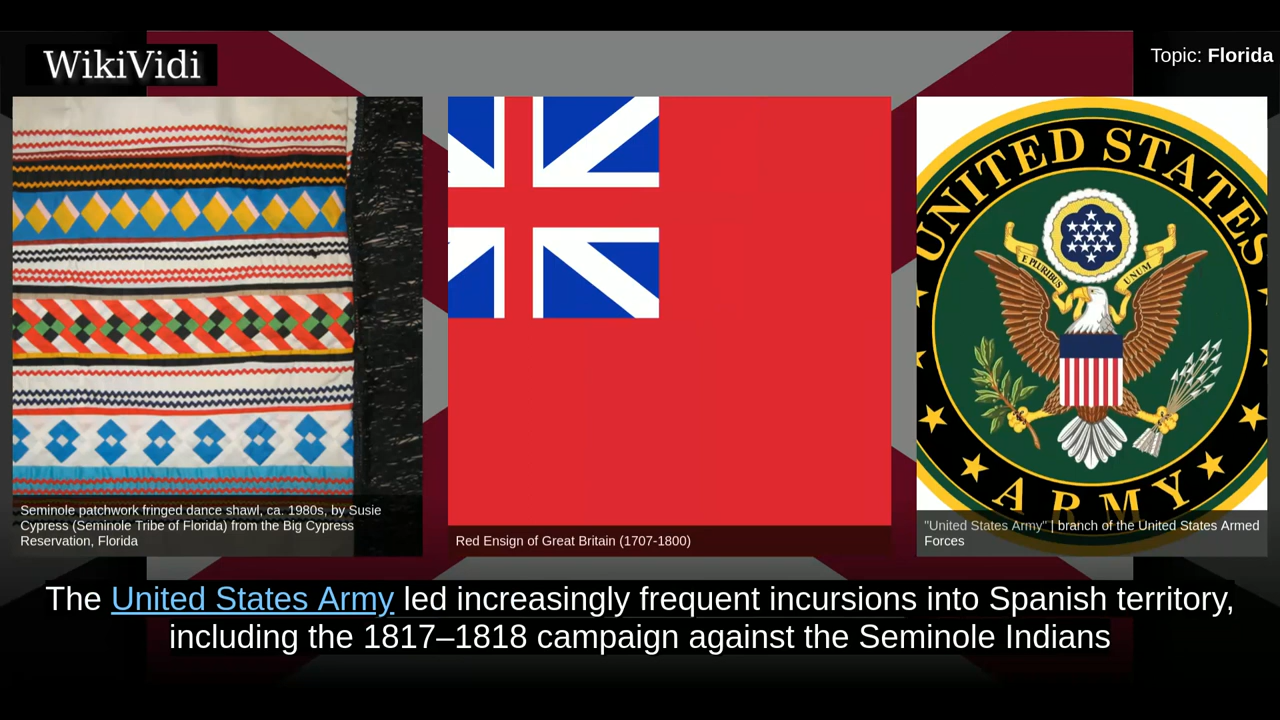 WikiVidi
Topic: Florida
UNITED STATES
E PLURIBUS UNUM
ARMY
Seminole patchwork fringed dance shawl, ca. 1980s, by Susie
Cypress (Seminole Tribe of Florida) from the Big Cypress
Reservation, Florida
Red Ensign of Great Britain (1707-1800)
"United States Army" | branch of the United States Armed
Forces
The United States Army led increasingly frequent incursions into Spanish territory,
including the 1817–1818 campaign against the Seminole Indians